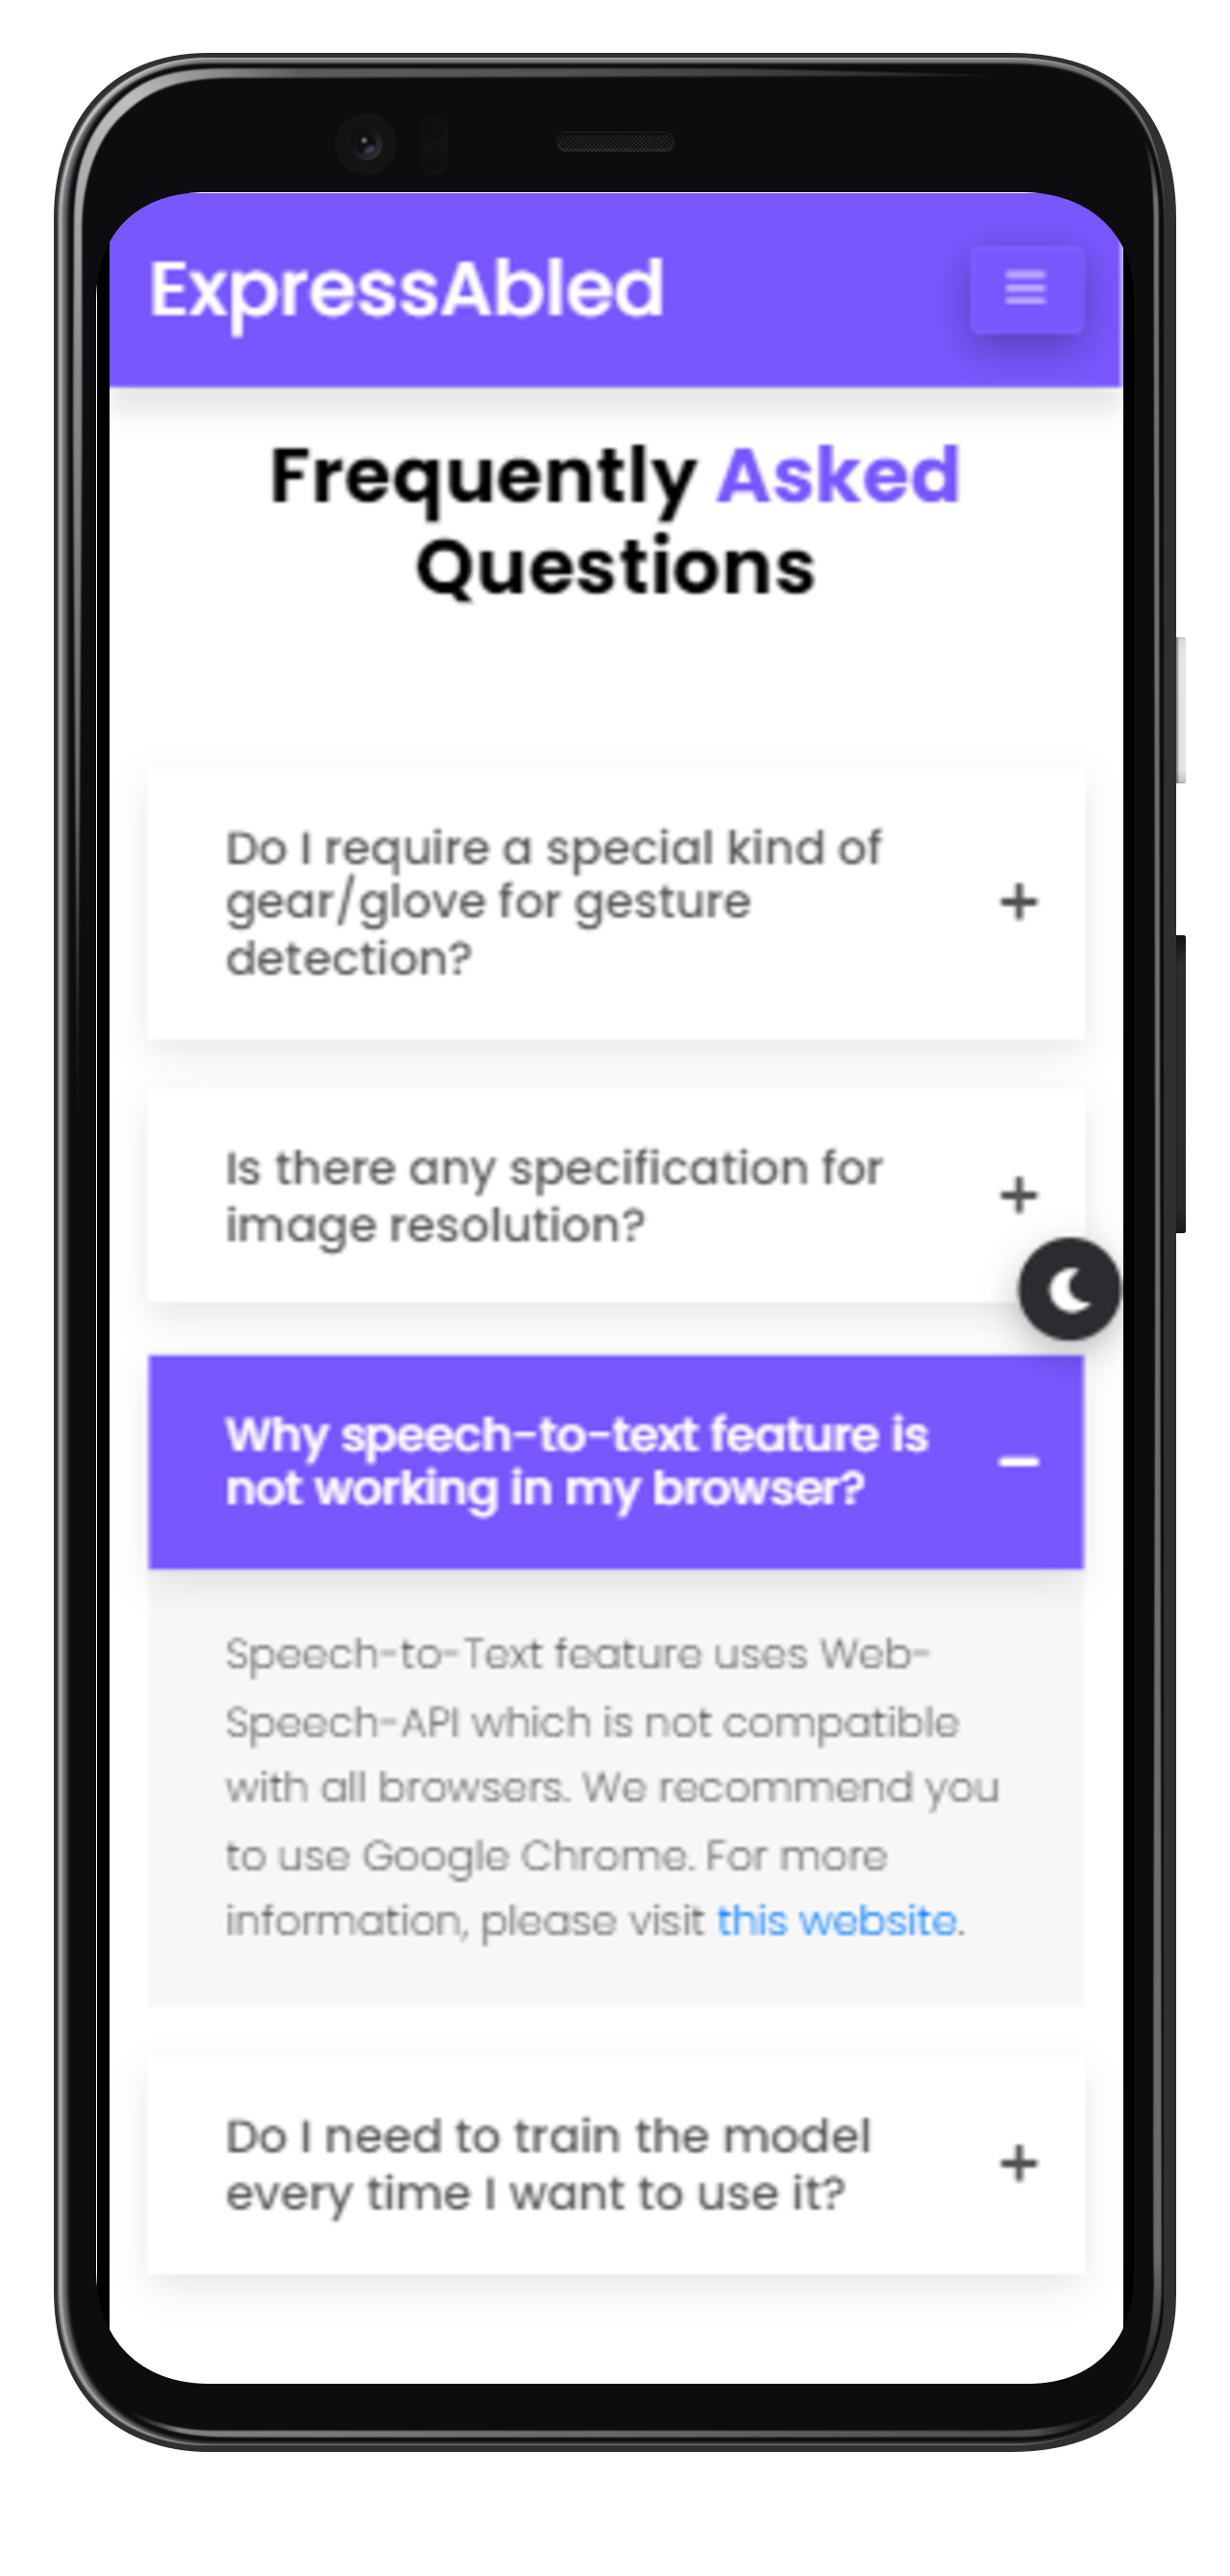 ExpressAbled
Frequently Asked
Questions
Do I require a special kind of
gear/glove for gesture
detection?
Is there any specification for
image resolution?
Why speech-to-text feature is
not working in my browser?
Speech-to-Text feature uses Web-
Speech-API which is not compatible
with all browsers. We recommend you
to use Google Chrome. For more
information, please visit this website.
Do I need to train the model
every time I want to use it?